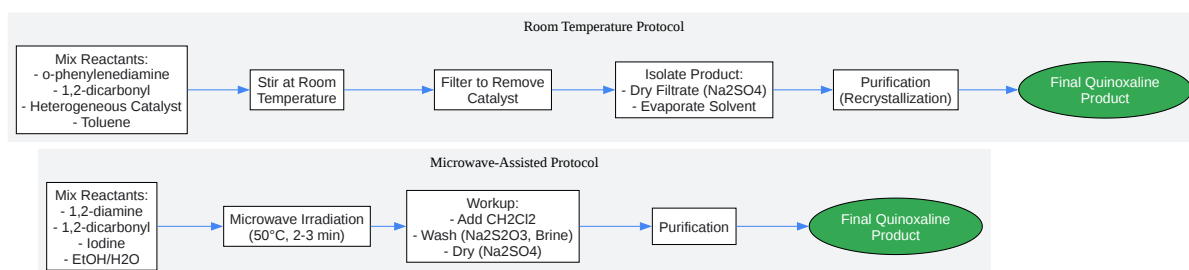 Room Temperature Protocol
Mix Reactants:
- o-phenylenediamine
- 1,2-dicarbonyl
- Heterogeneous Catalyst
- Toluene
Stir at Room
Temperature
Filter to Remove
Catalyst
Isolate Product:
- Dry Filtrate (Na2SO4)
- Evaporate Solvent
Purification
(Recrystallization)
Final Quinoxaline
Product
Microwave-Assisted Protocol
Mix Reactants:
- 1,2-diamine
- 1,2-dicarbonyl
- Iodine
- EtOH/H2O
Microwave Irradiation
(50°C, 2-3 min)
Workup:
- Add CH2Cl2
- Wash (Na2S2O3, Brine)
- Dry (Na2SO4)
Purification
Final Quinoxaline
Product